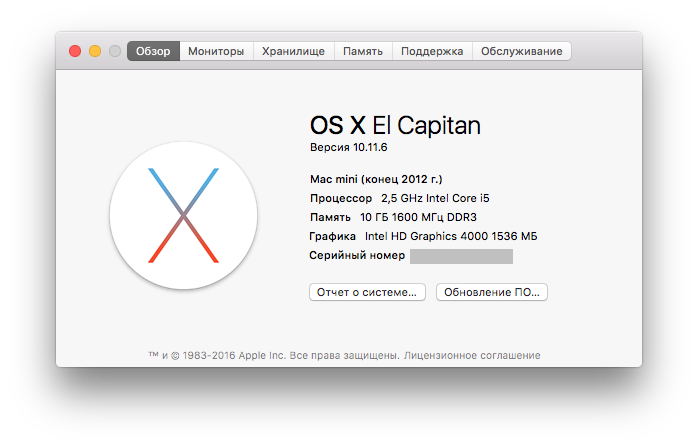 Обзор Мониторы Хранилище Память Поддержка Обслуживание
OS X El Capitan
Версия 10.11.6
Mac mini (конец 2012 г.)
Процессор 2,5 GHz Intel Core i5
Память 10 ГБ 1600 МГц DDR3
Графика Intel HD Graphics 4000 1536 МБ
Серийный номер
Отчет о системе... Обновление ПО...
™ и © 1983-2016 Apple Inc. Все права защищены. Лицензионное соглашение